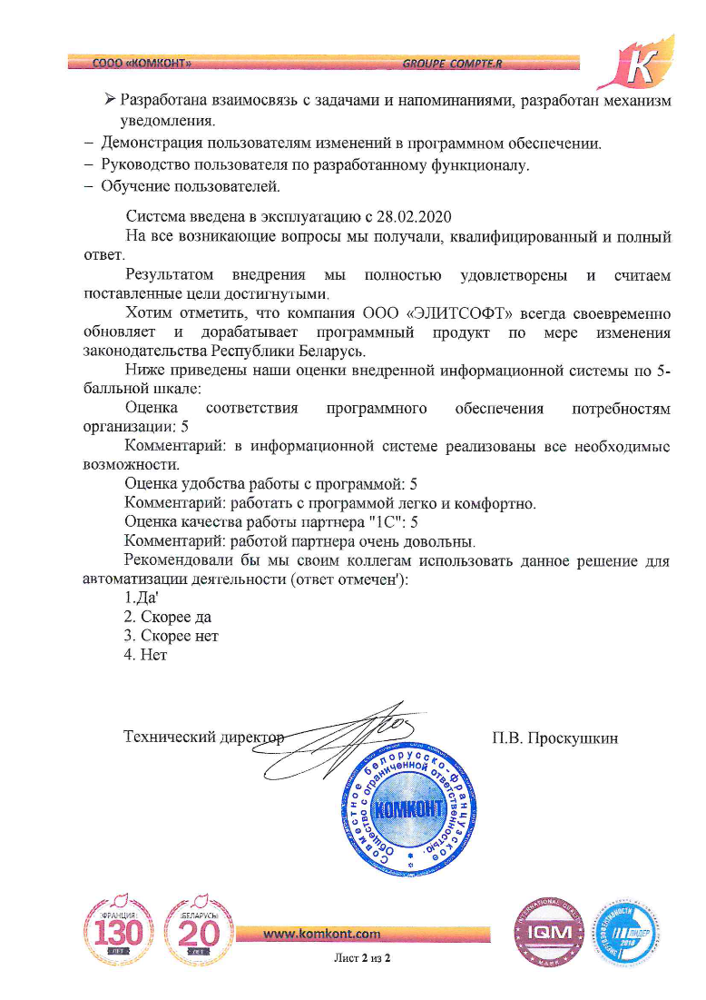 СООО «КОМКОНТ» GROUPE COMPTE.R
K
➢ Разработана взаимосвязь с задачами и напоминаниями, разработан механизм
уведомления.
– Демонстрация пользователям изменений в программном обеспечении.
– Руководство пользователя по разработанному функционалу.
– Обучение пользователей.
Система введена в эксплуатацию с 28.02.2020
На все возникающие вопросы мы получали, квалифицированный и полный
ответ.
Результатом внедрения мы полностью удовлетворены и считаем
поставленные цели достигнутыми.
Хотим отметить, что компания ООО «ЭЛИТСОФТ» всегда своевременно
обновляет и дорабатывает программный продукт по мере изменения
законодательства Республики Беларусь.
Ниже приведены наши оценки внедренной информационной системы по 5-
балльной шкале:
Оценка соответствия программного обеспечения потребностям
организации: 5
Комментарий: в информационной системе реализованы все необходимые
возможности.
Оценка удобства работы с программой: 5
Комментарий: работать с программой легко и комфортно.
Оценка качества работы партнера "1С": 5
Комментарий: работой партнера очень довольны.
Рекомендовали бы мы своим коллегам использовать данное решение для
автоматизации деятельности (ответ отмечен'):
1.Да'
2. Скорее да
3. Скорее нет
4. Нет
Технический директор П.В. Проскушкин
Совместное белорусско-французское
Общество с ограниченной ответственностью
КОМКОНТ
ФРАНЦИЯ
130
ЛЕТ
БЕЛАРУСЬ
20
ЛЕТ
www.komkont.com
INTERNATIONAL QUALITY
IQM
MARK
ЭНЕРГОЭФФЕКТИВНОСТИ
ЛИДЕР
2018
Лист 2 из 2